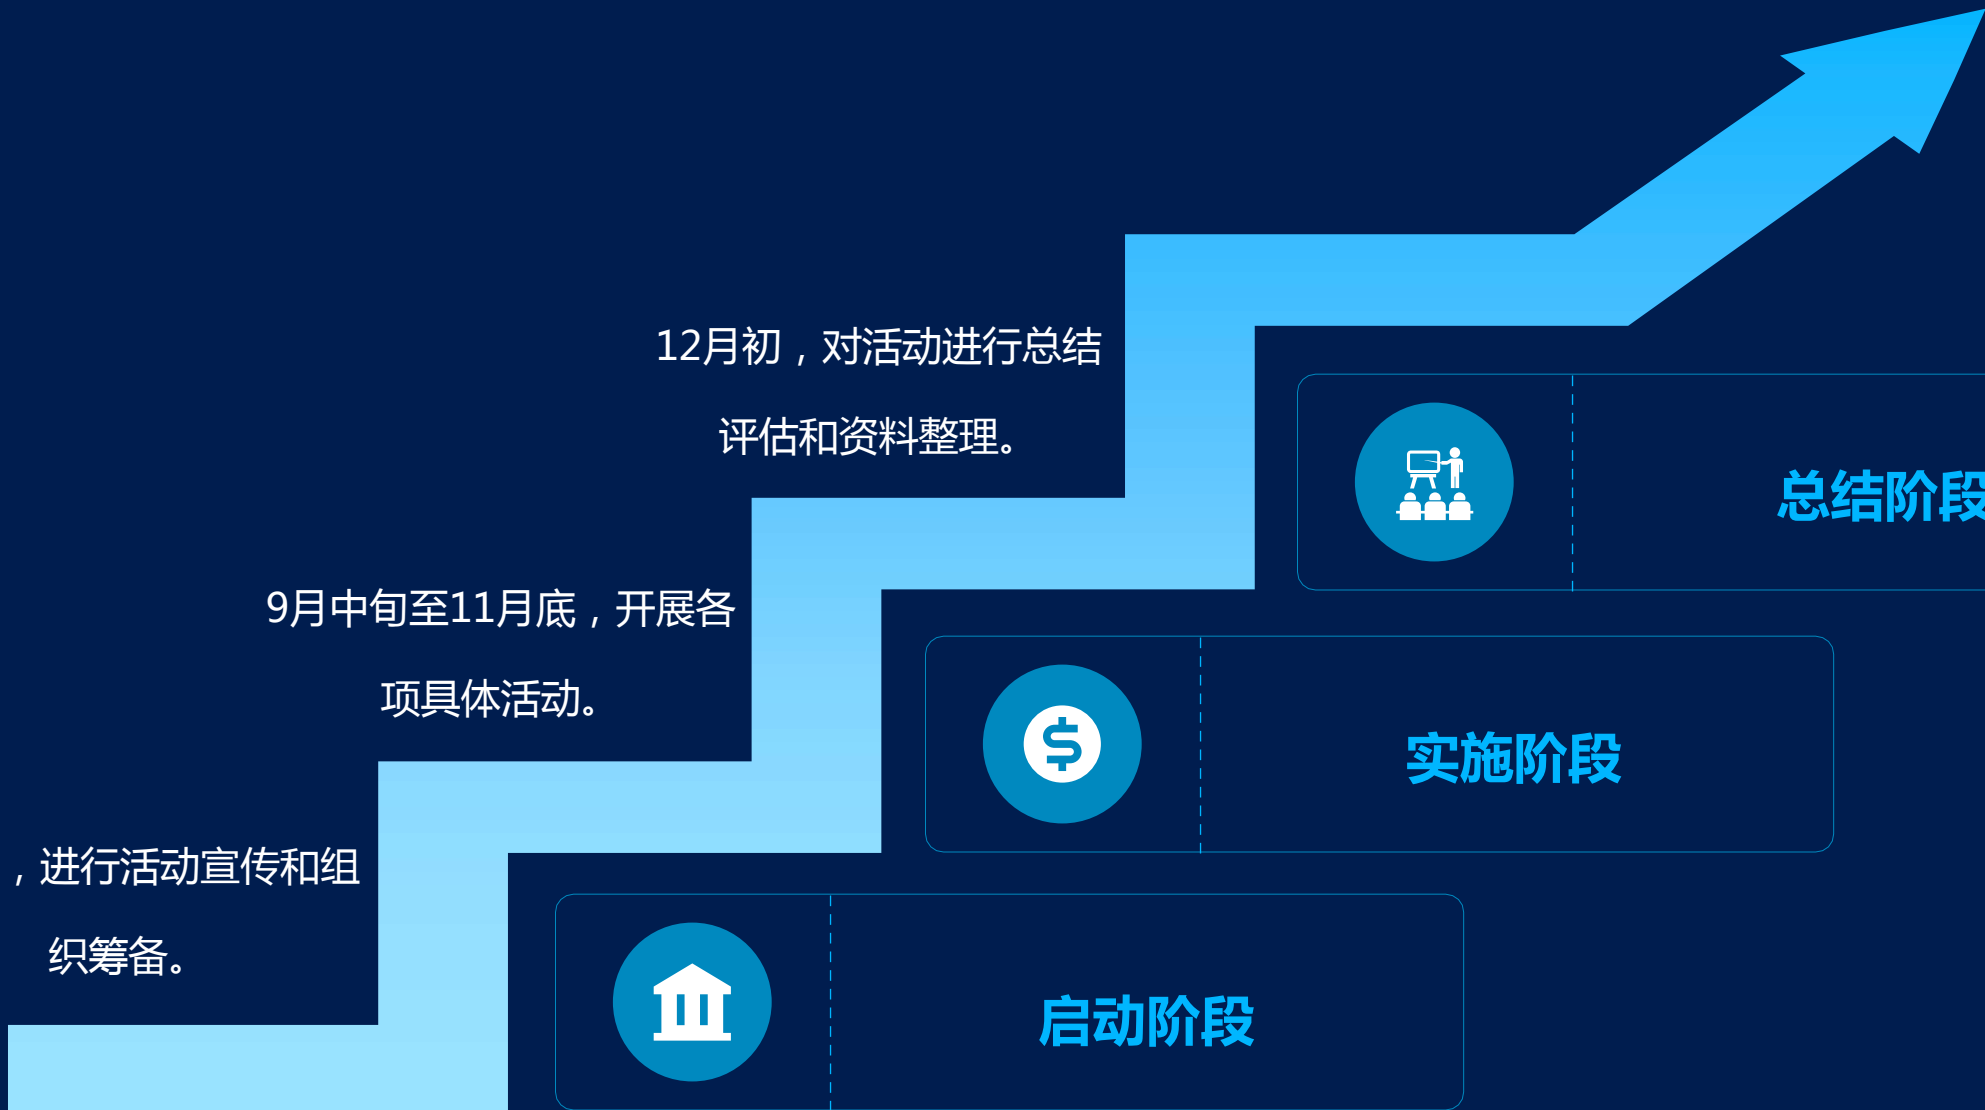 12月初，对活动进行总结
评估和资料整理。
总结阶段
9月中旬至11月底，开展各
项具体活动。
实施阶段
，进行活动宣传和组
织筹备。
启动阶段